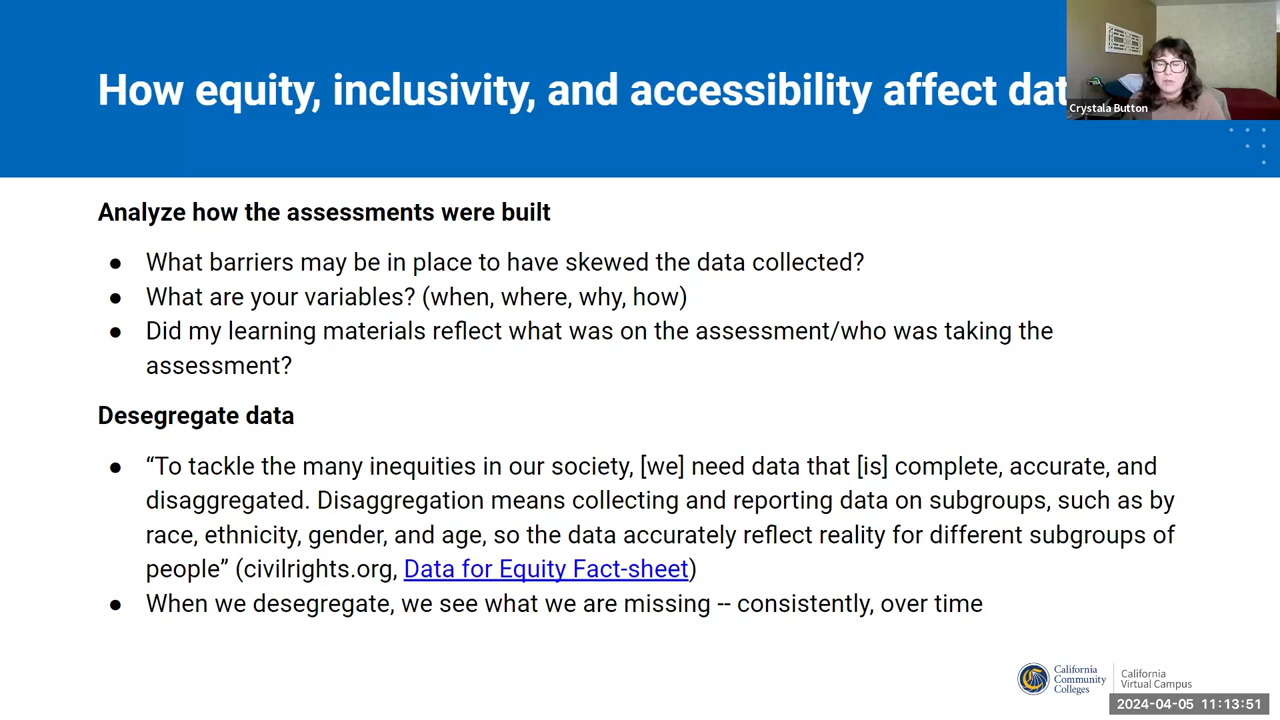 How equity, inclusivity, and accessibility affect dat
Crystala Button
Analyze how the assessments were built
● What barriers may be in place to have skewed the data collected?
● What are your variables? (when, where, why, how)
● Did my learning materials reflect what was on the assessment/who was taking the
assessment?
Desegregate data
● “To tackle the many inequities in our society, [we] need data that [is] complete, accurate, and
disaggregated. Disaggregation means collecting and reporting data on subgroups, such as by
race, ethnicity, gender, and age, so the data accurately reflect reality for different subgroups of
people” (civilrights.org, Data for Equity Fact-sheet)
● When we desegregate, we see what we are missing -- consistently, over time
California
Community
Colleges
California
Virtual Campus
2024-04-05 11:13:51